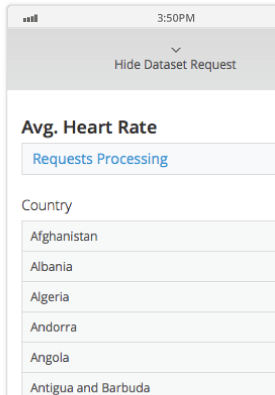 3:50PM
Hide Dataset Request
Avg. Heart Rate
Requests Processing
Country
Afghanistan
Albania
Algeria
Andorra
Angola
Antigua and Barbuda